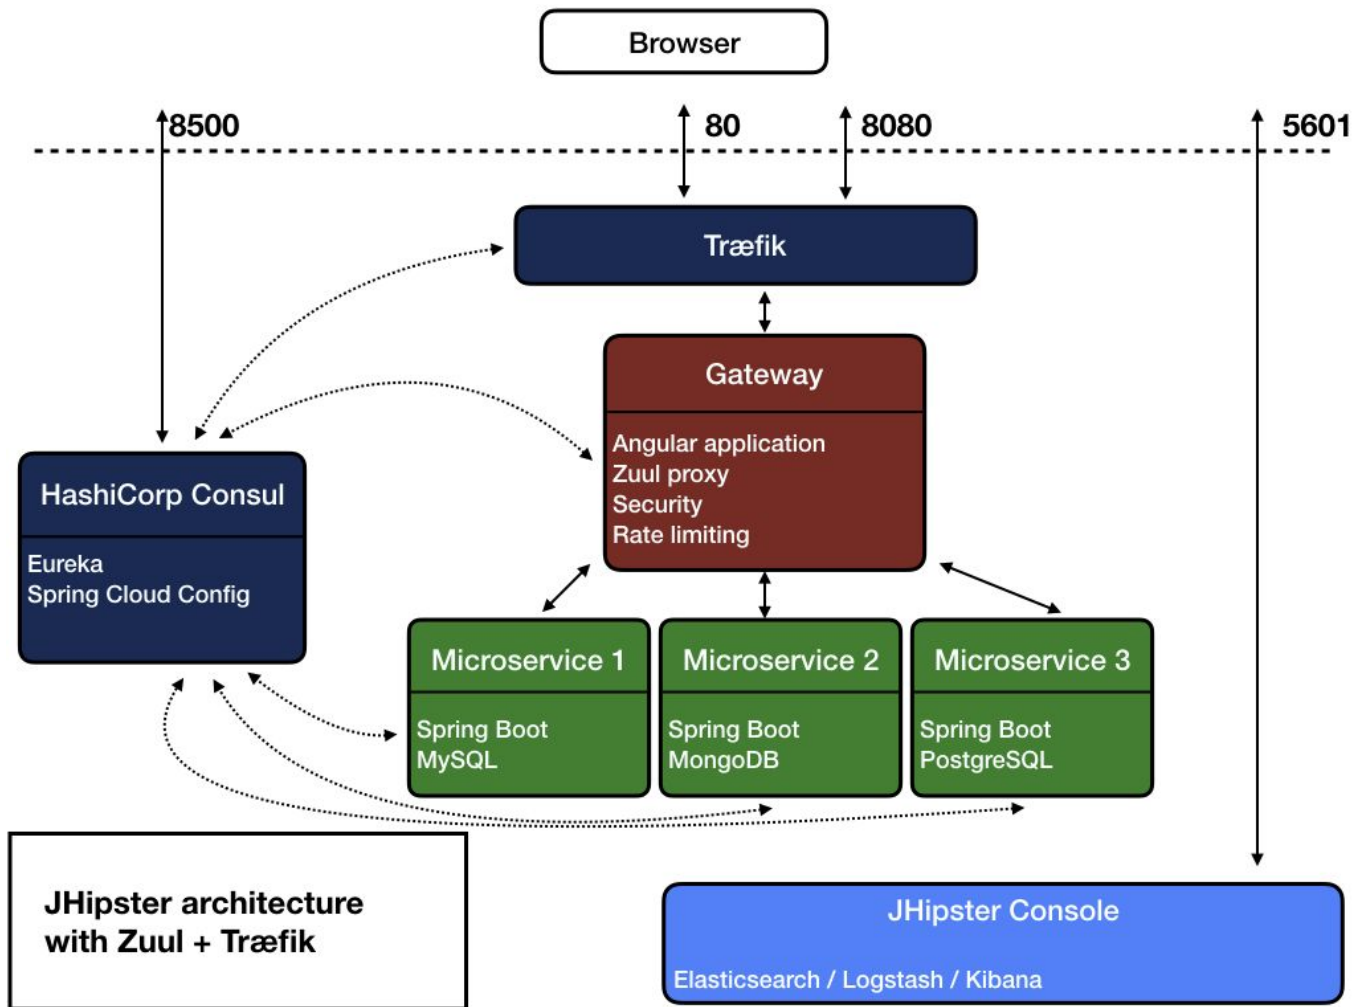 Browser
8500
80
8080
5601
Træfik
Gateway
Angular application
Zuul proxy
Security
Rate limiting
HashiCorp Consul
Eureka
Spring Cloud Config
Microservice 1
Spring Boot
MySQL
Microservice 2
Spring Boot
MongoDB
Microservice 3
Spring Boot
PostgreSQL
JHipster architecture
with Zuul + Træfik
JHipster Console
Elasticsearch / Logstash / Kibana